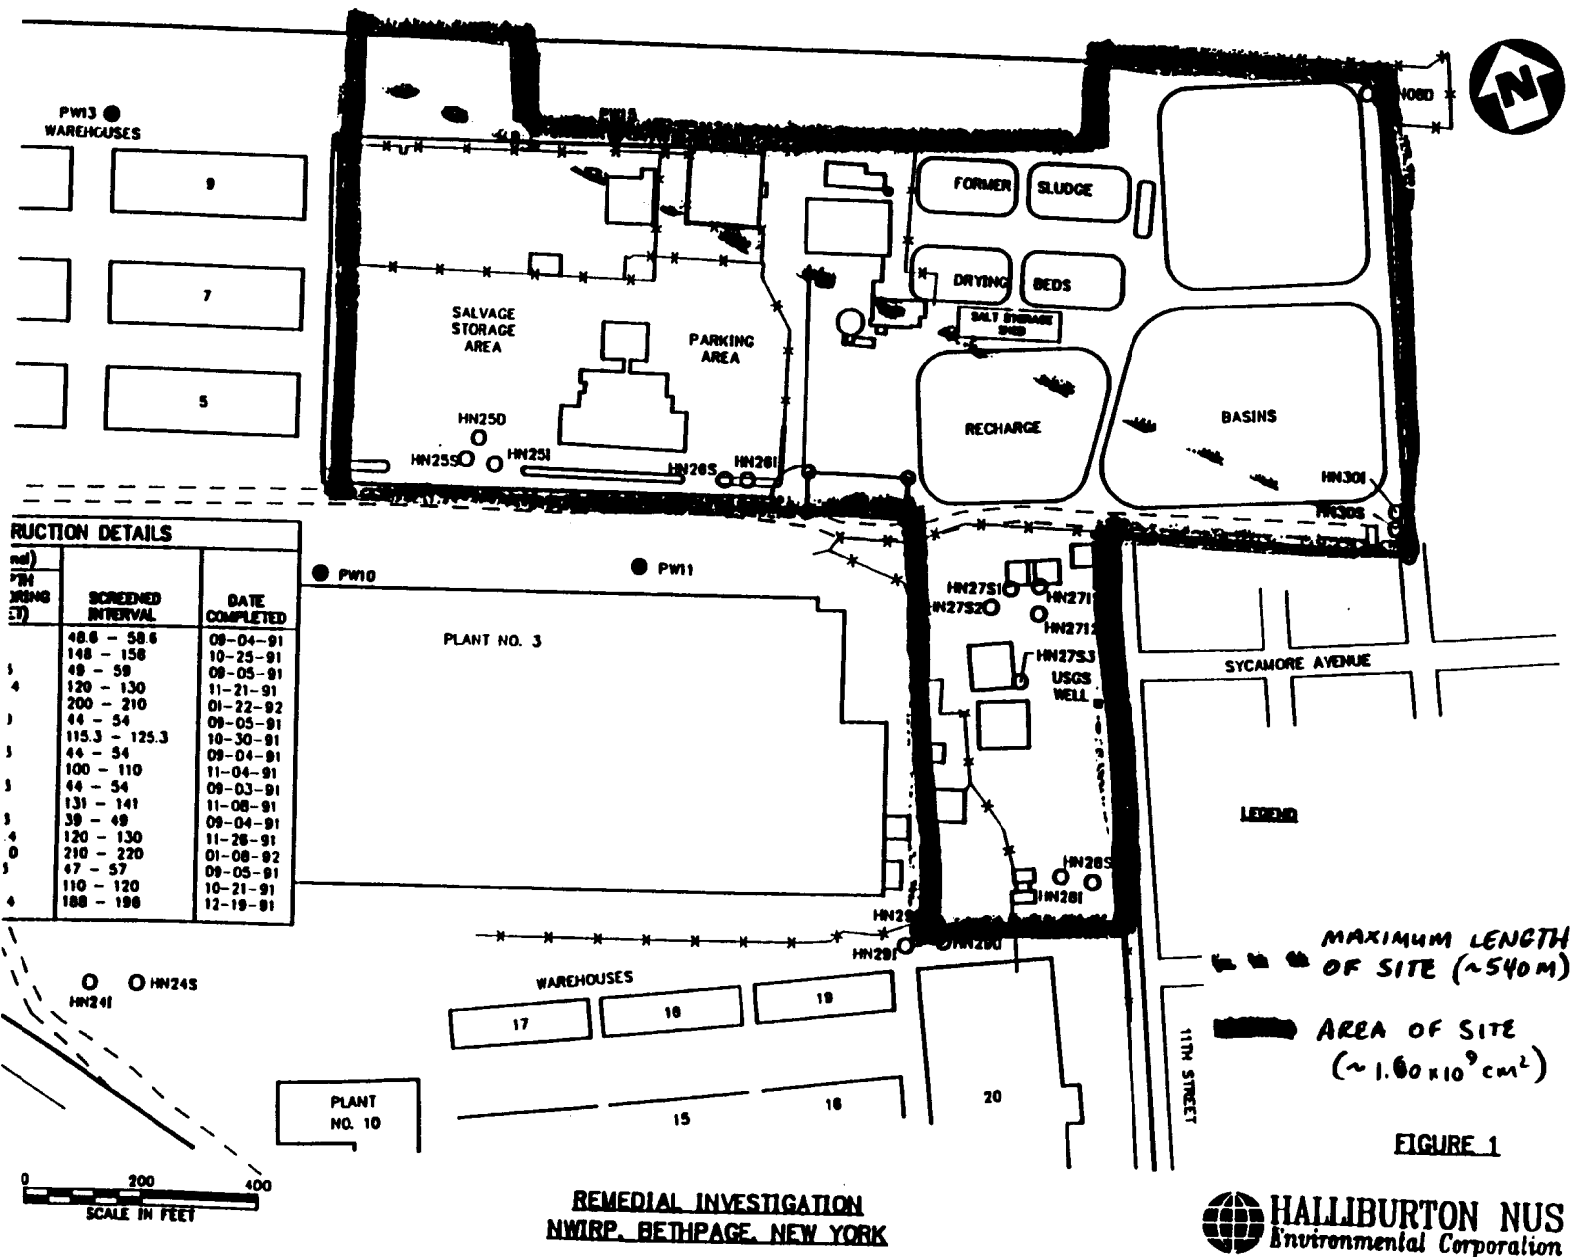 PW13
WAREHOUSES
9
7
5
PW15
N08D
N
FORMER SLUDGE
DRYING BEDS
SALT STORAGE
SHED
SALVAGE
STORAGE
AREA
PARKING
AREA
RECHARGE
BASINS
HN25D
HN25S
HN25I
HN26S
HN26I
HN30I
HN30S
RUCTION DETAILS
SCREENED
INTERVAL
DATE
COMPLETED
48.6 - 58.6 09-04-91
148 - 158 10-25-91
49 - 59 09-05-91
120 - 130 11-21-91
200 - 210 01-22-92
44 - 54 09-05-91
115.3 - 125.3 10-30-91
44 - 54 09-04-91
100 - 110 11-04-91
44 - 54 09-03-91
131 - 141 11-08-91
39 - 49 09-04-91
120 - 130 11-26-91
210 - 220 01-08-92
47 - 57 09-05-91
110 - 120 10-21-91
188 - 198 12-19-91
PW10
PW11
PLANT NO. 3
HN27S1
HN27S2
HN27I1
HN27I2
HN27S3
USGS
WELL
SYCAMORE AVENUE
LEGEND
HN28S
HN28I
HN29S
HN29I
HN29D
HN24I
HN24S
WAREHOUSES
17
18
19
15
16
20
PLANT
NO. 10
11TH STREET
MAXIMUM LENGTH
OF SITE (~540 M)
AREA OF SITE
(~1.60 x 10⁹ cm²)
FIGURE 1
0 200 400
SCALE IN FEET
REMEDIAL INVESTIGATION
NWIRP, BETHPAGE, NEW YORK
HALLIBURTON NUS
Environmental Corporation